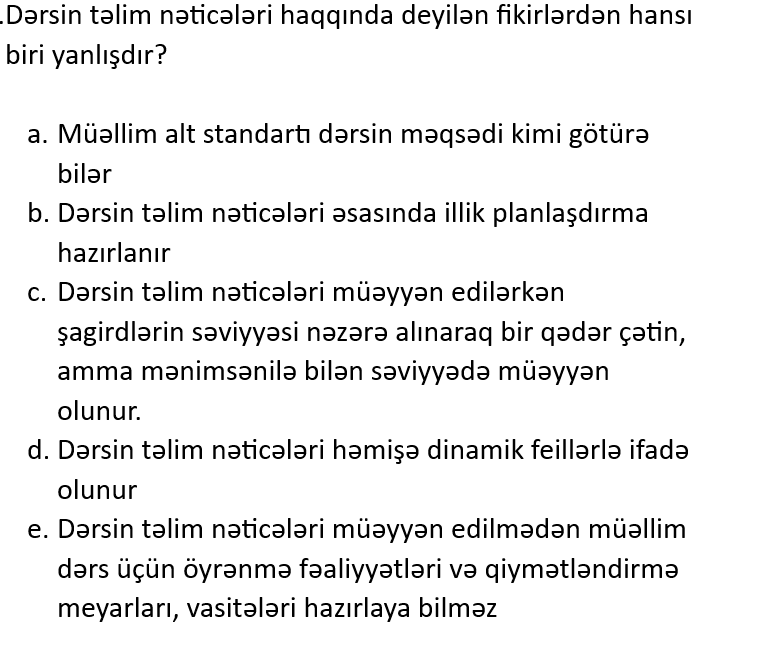 .Dərsin təlim nəticələri haqqında deyilən fikirlərdən hansı
biri yanlışdır?
a. Müəllim alt standartı dərsin məqsədi kimi götürə
bilər
b. Dərsin təlim nəticələri əsasında illik planlaşdırma
hazırlanır
c. Dərsin təlim nəticələri müəyyən edilərkən
şagirdlərin səviyyəsi nəzərə alınaraq bir qədər çətin,
amma mənimsənilə bilən səviyyədə müəyyən
olunur.
d. Dərsin təlim nəticələri həmişə dinamik feillərlə ifadə
olunur
e. Dərsin təlim nəticələri müəyyən edilmədən müəllim
dərs üçün öyrənmə fəaliyyətləri və qiymətləndirmə
meyarları, vasitələri hazırlaya bilməz